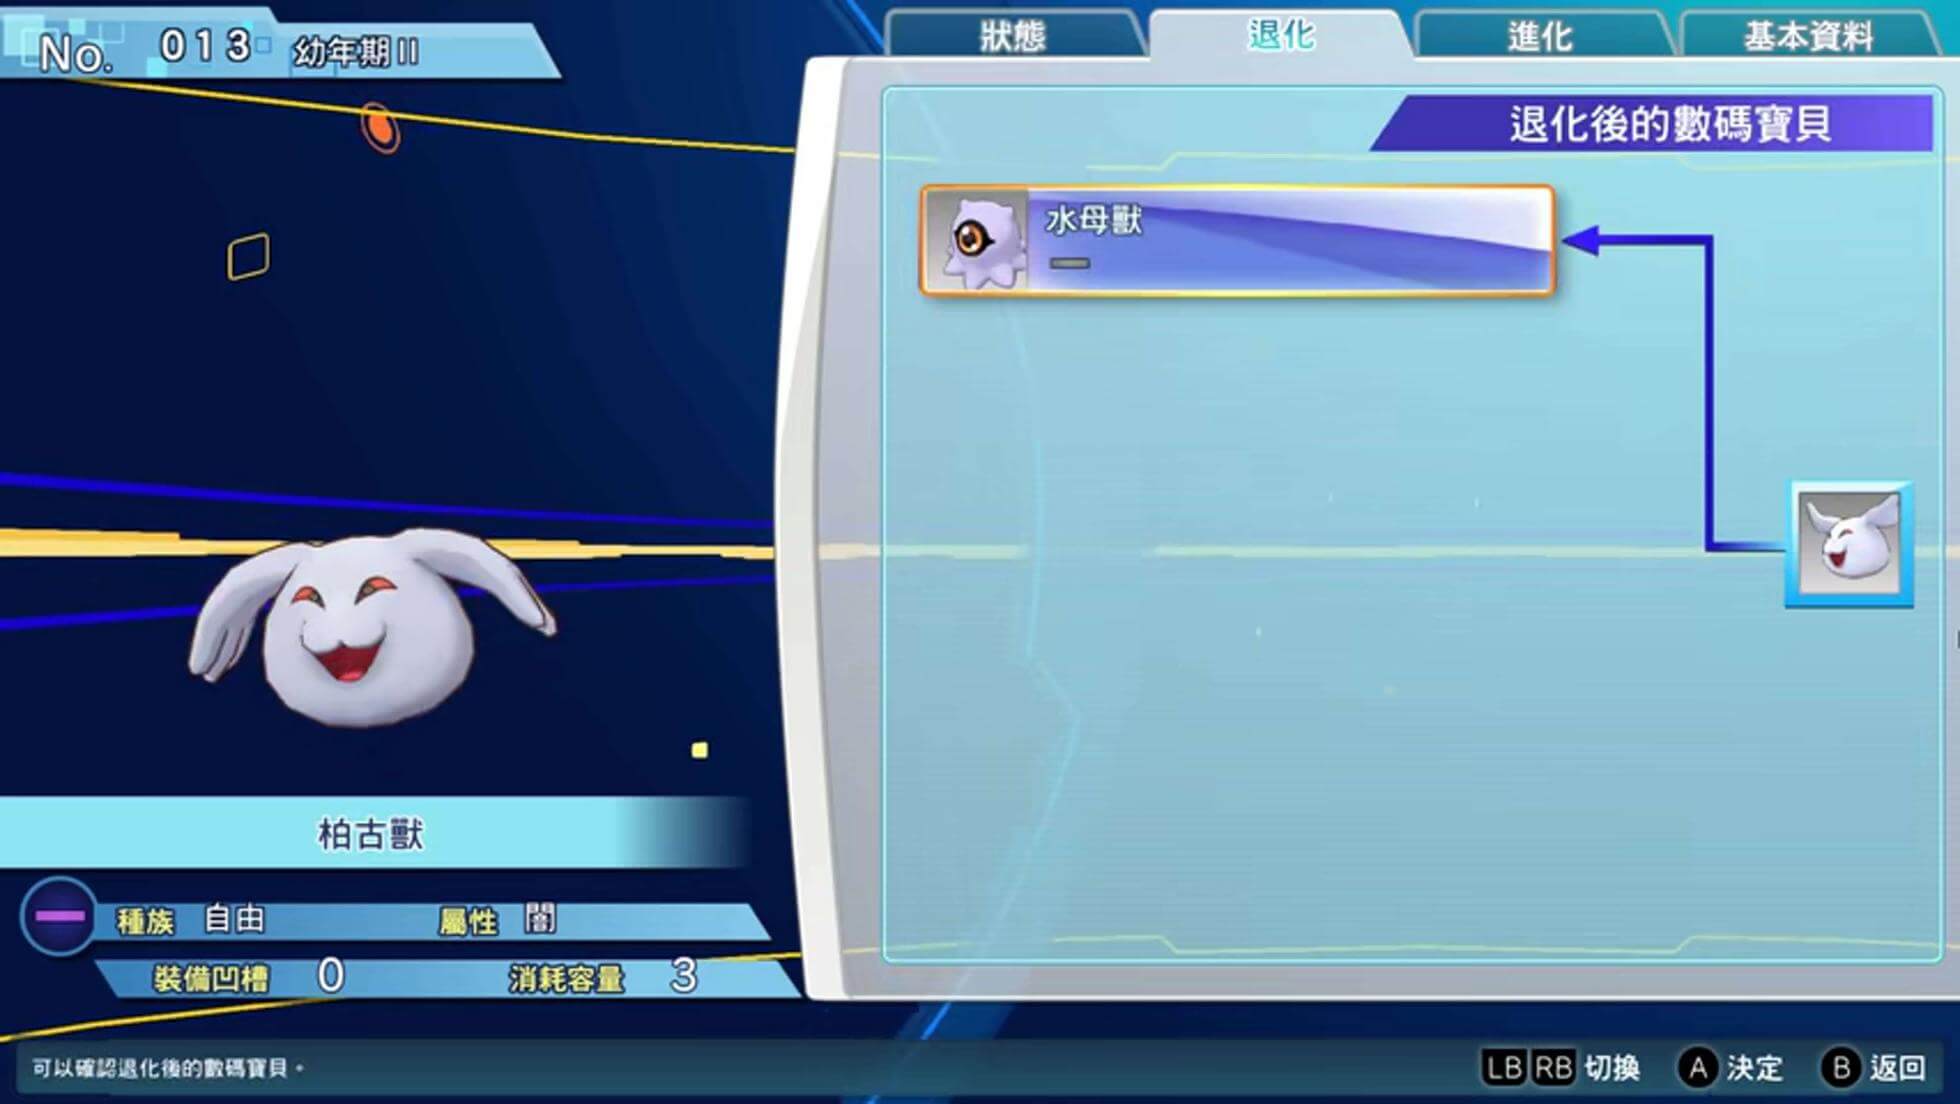 No. 013 幼年期II
狀態 退化 進化 基本資料
退化後的數碼寶貝
水母獸
柏古獸
種族 自由 屬性 闇
裝備凹槽 0 消耗容量 3
可以確認退化後的數碼寶貝。
LB RB 切換 A 決定 B 返回